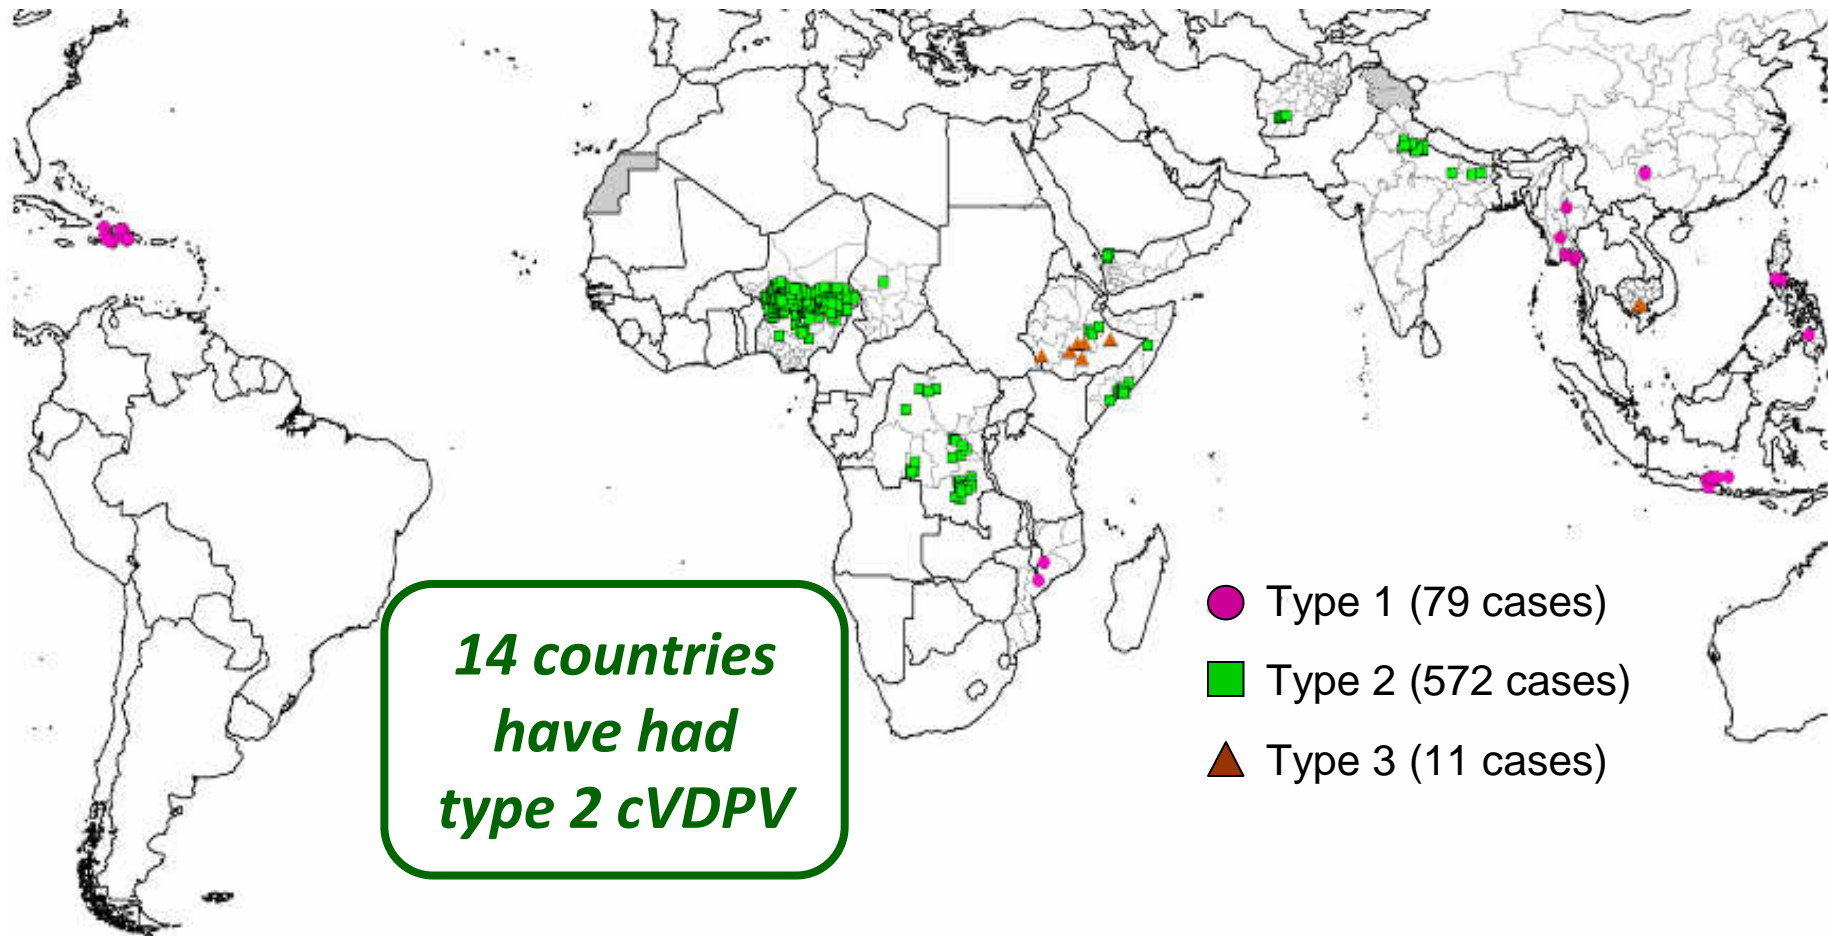 14 countries
have had
type 2 cVDPV
Type 1 (79 cases)
Type 2 (572 cases)
Type 3 (11 cases)